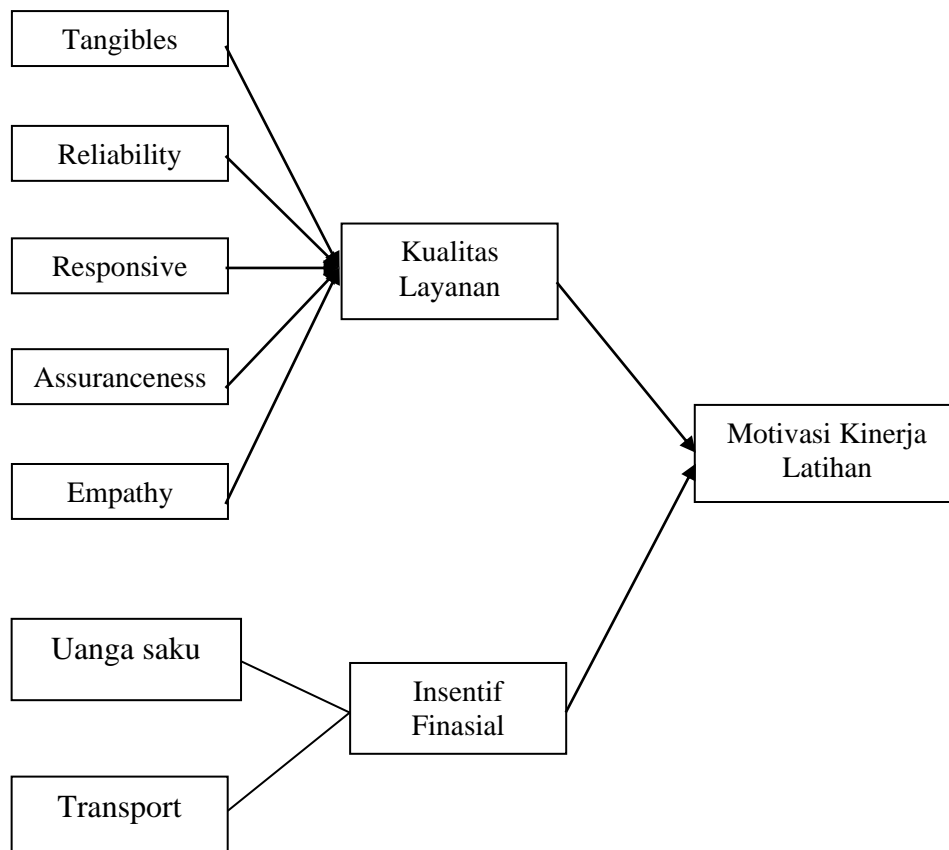 Tangibles
Reliability
Responsive
Assuranceness
Empathy
Kualitas
Layanan
Motivasi Kinerja
Latihan
Uanga saku
Transport
Insentif
Finasial